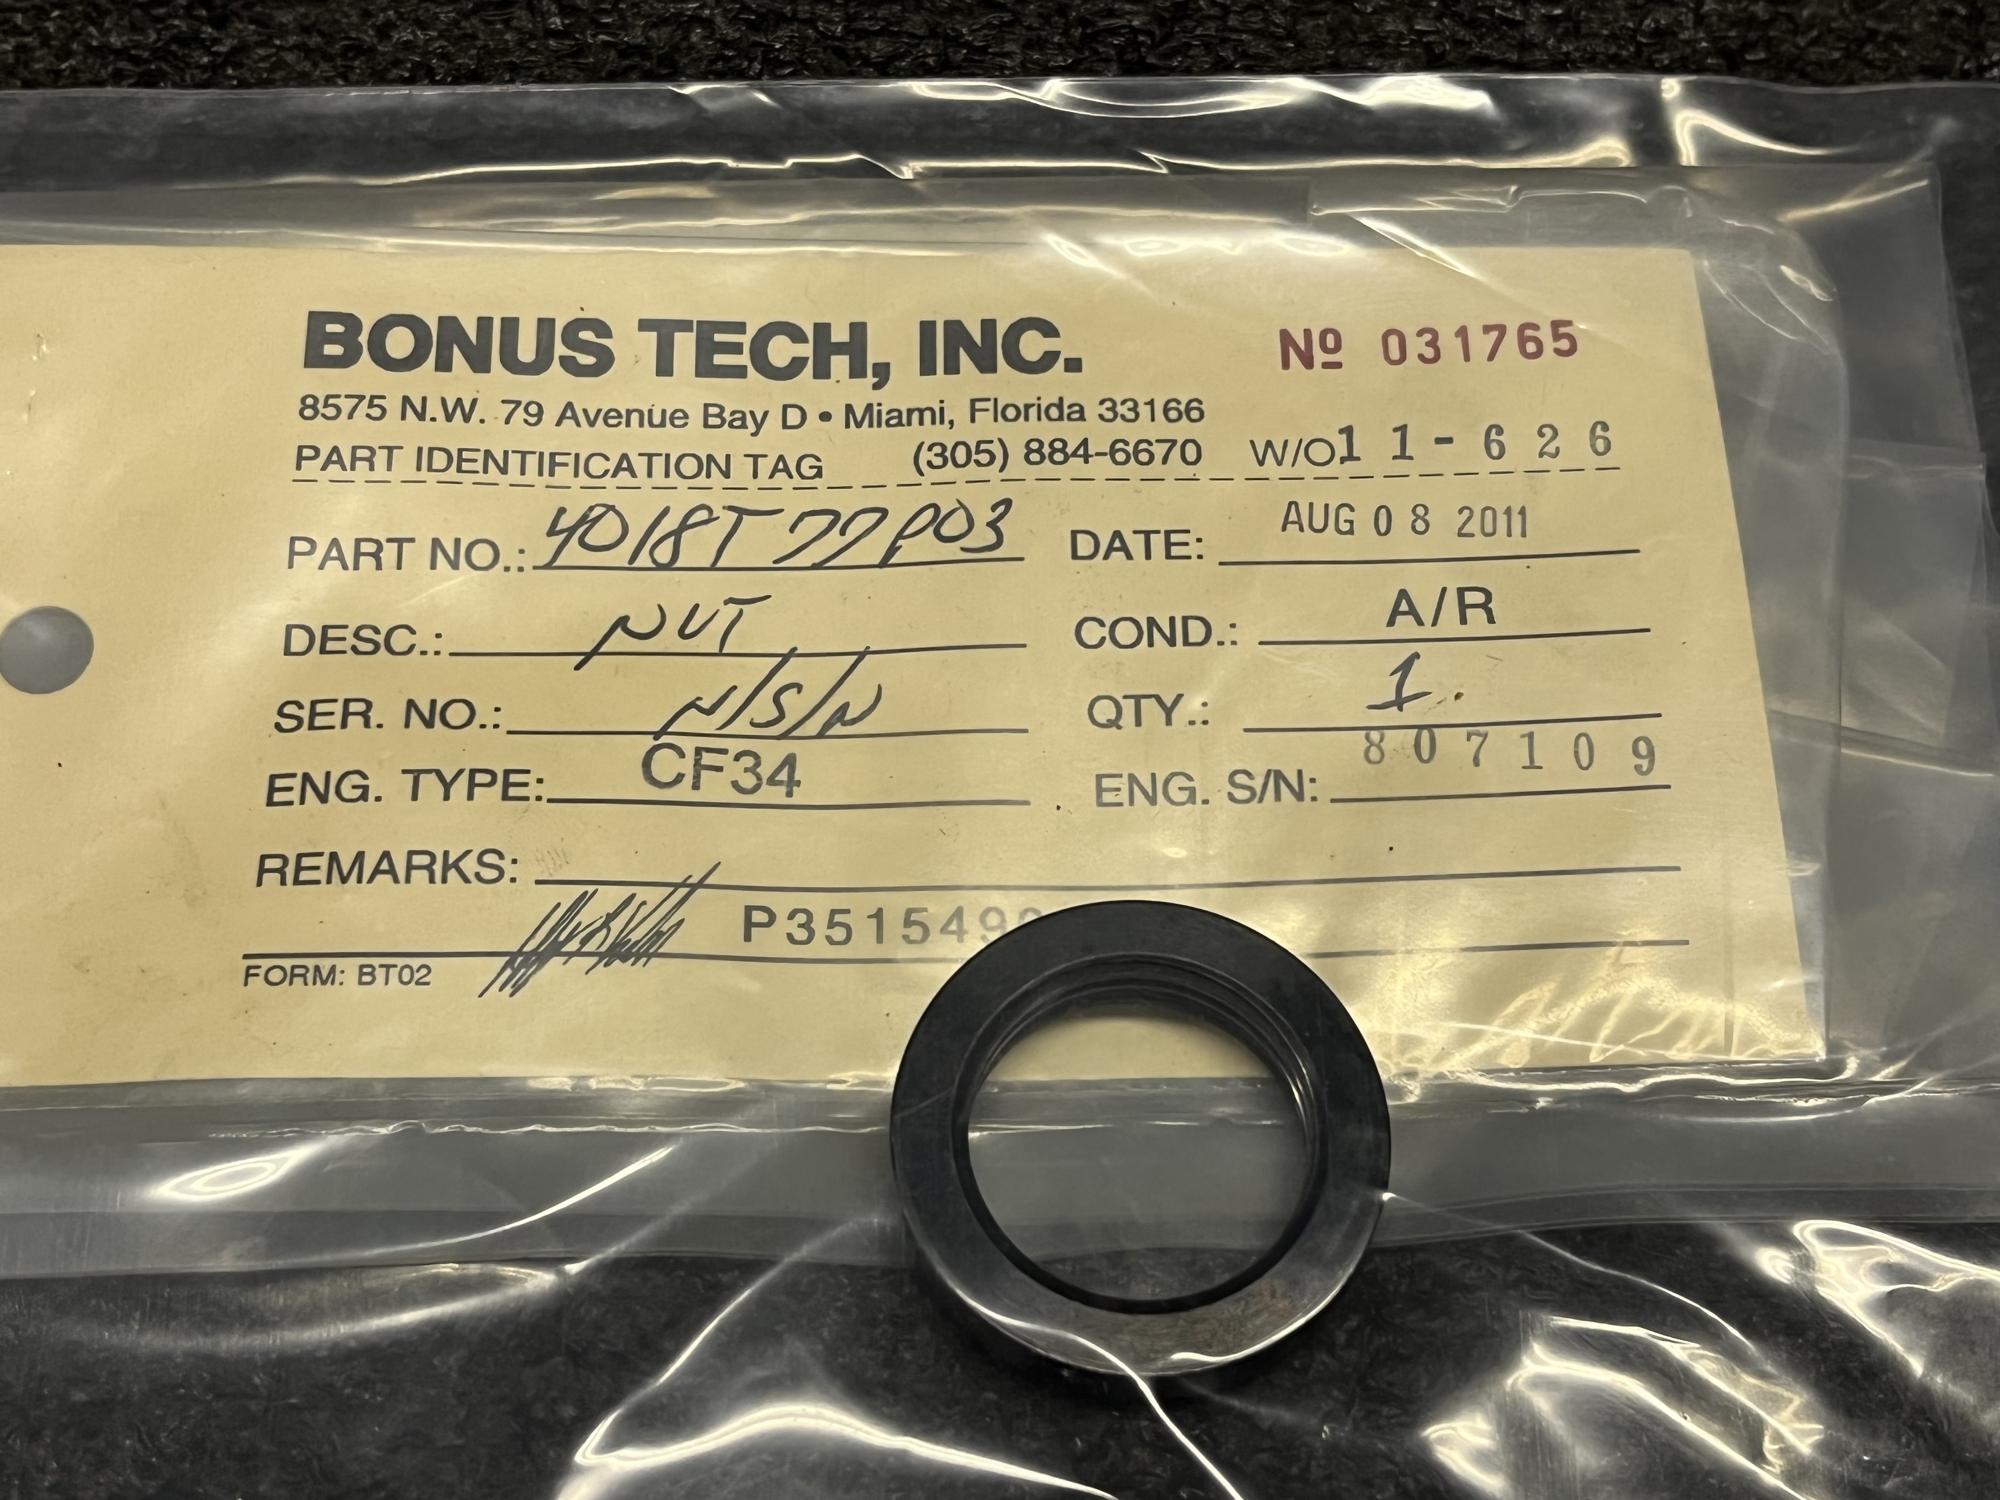 BONUS TECH, INC.
Nº 031765
8575 N.W. 79 Avenue Bay D • Miami, Florida 33166
PART IDENTIFICATION TAG (305) 884-6670 W/O 11-626
PART NO.: 4018T77P03 DATE: AUG 08 2011
DESC.: NUT COND.: A/R
SER. NO.: N/S/N QTY.: 1
ENG. TYPE: CF34 ENG. S/N: 807109
REMARKS:
P351549
FORM: BT02